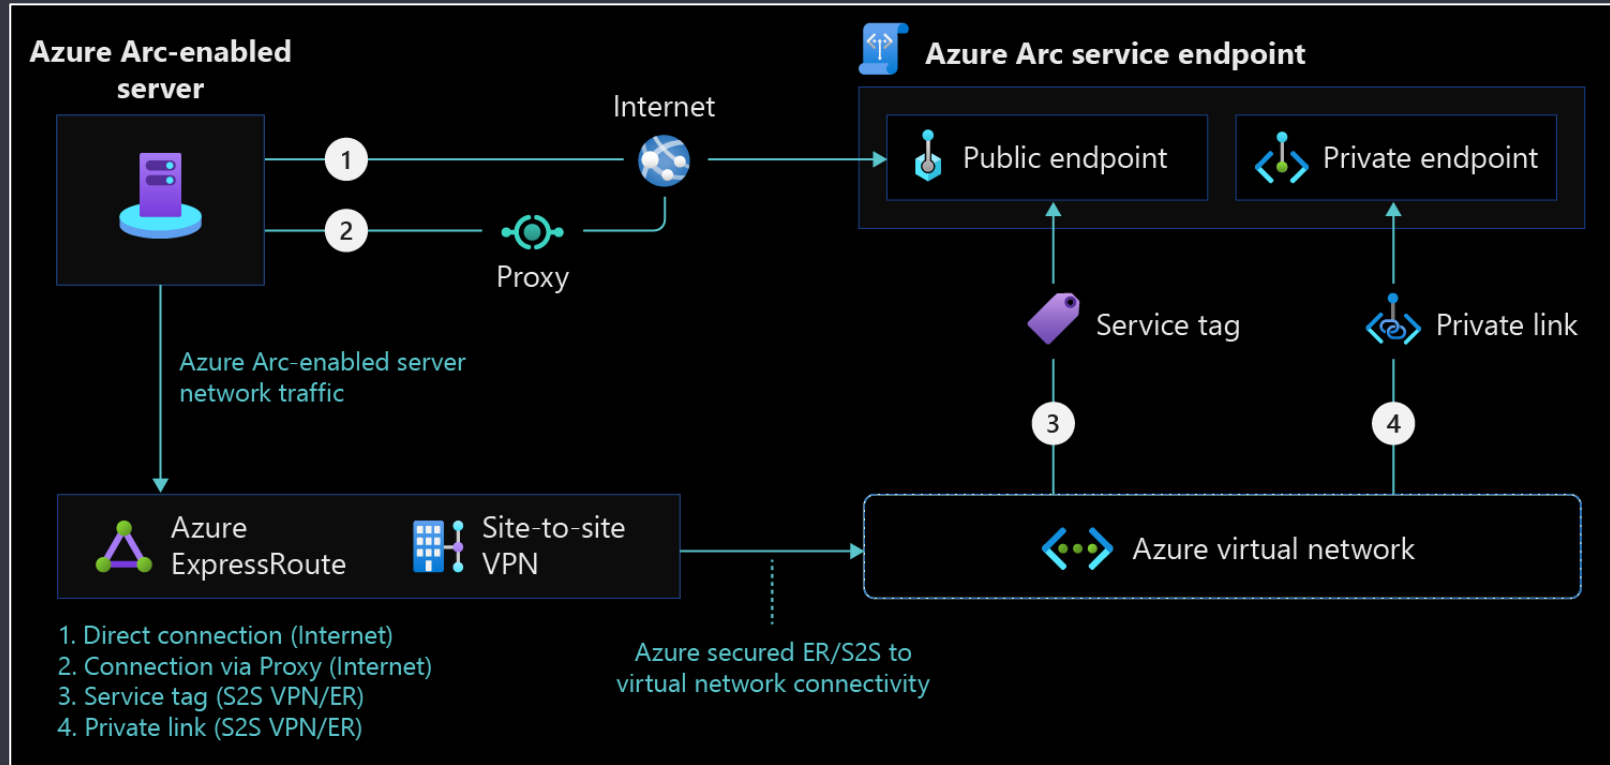 Azure Arc-enabled
server
Azure Arc service endpoint
Internet
1
Public endpoint
Private endpoint
2
Proxy
Service tag
Private link
Azure Arc-enabled server
network traffic
3
4
Azure
ExpressRoute
Site-to-site
VPN
Azure virtual network
1. Direct connection (Internet)
2. Connection via Proxy (Internet)
3. Service tag (S2S VPN/ER)
4. Private link (S2S VPN/ER)
Azure secured ER/S2S to
virtual network connectivity